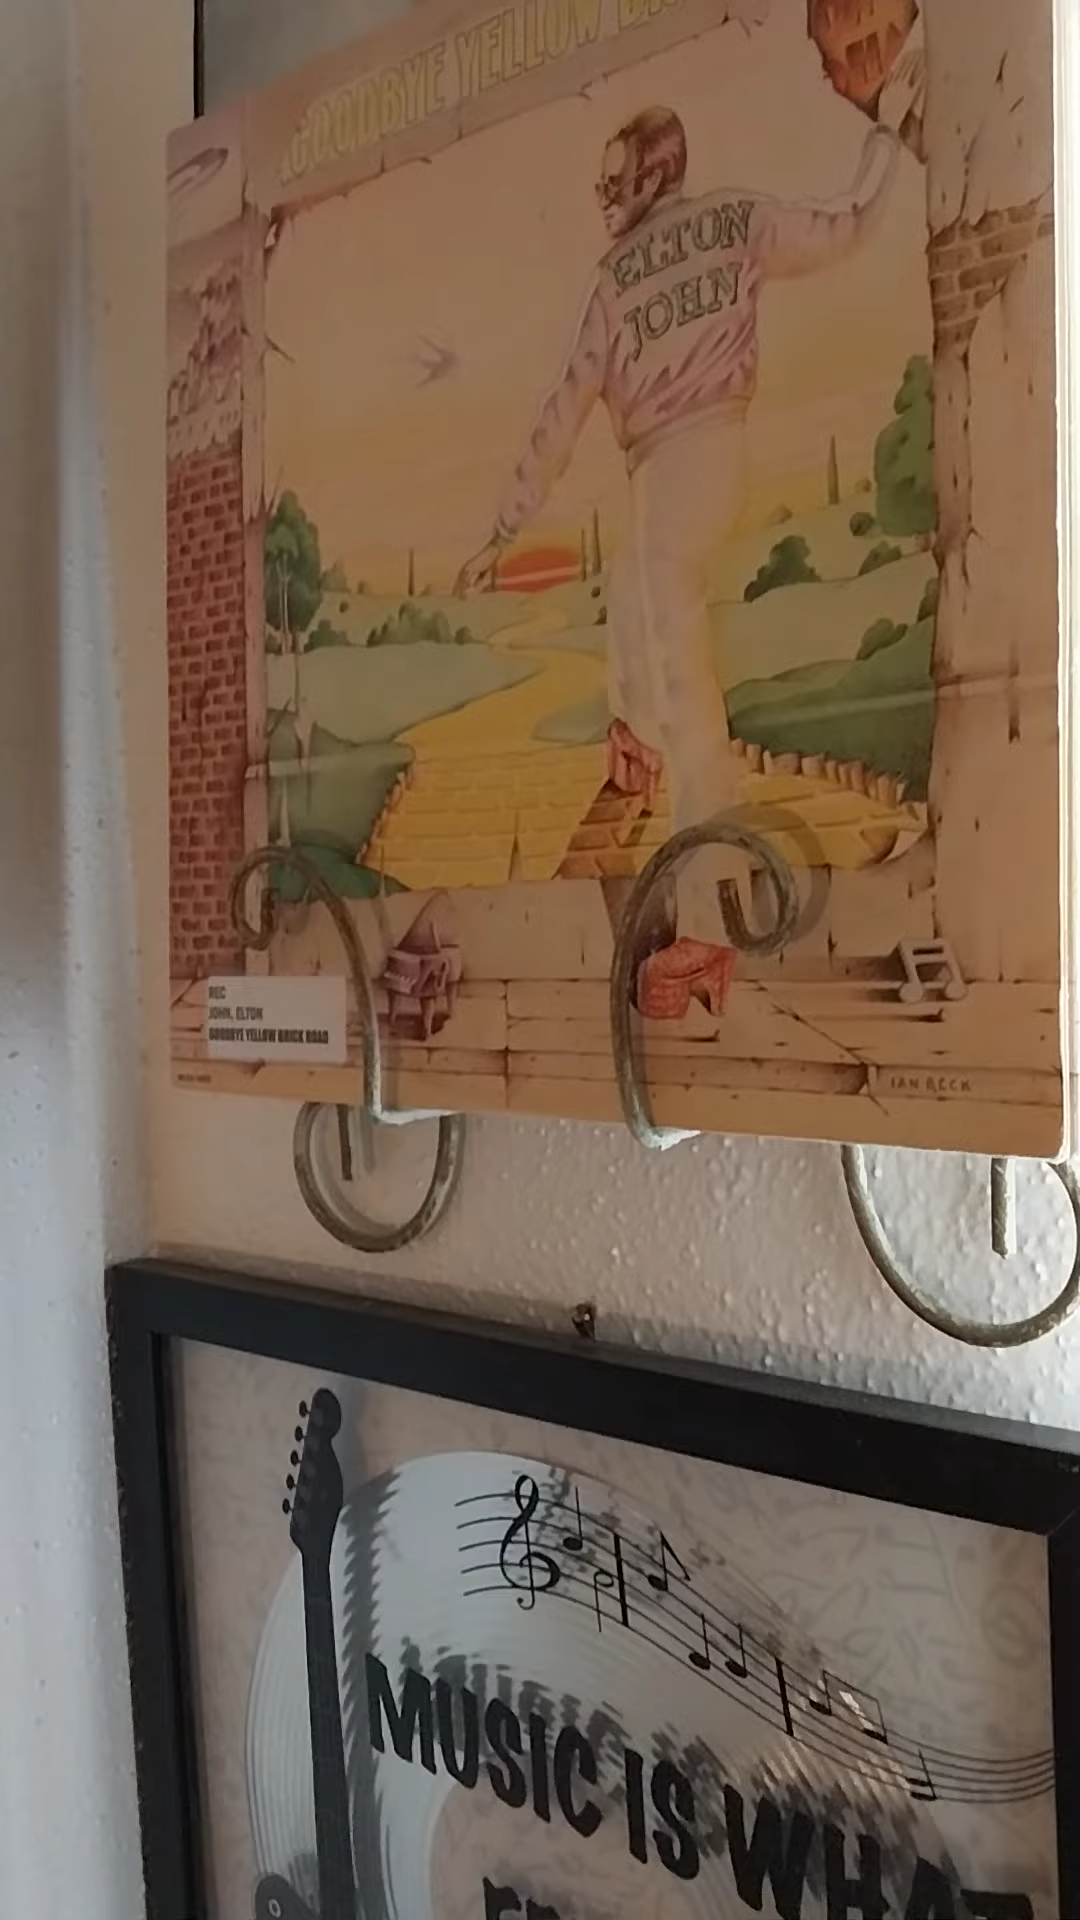 GOODBYE YELLOW
ELTON
JOHN
REC
JOHN, ELTON
GOODBYE YELLOW BRICK ROAD
IAN BECK
MUSIC IS WHAT